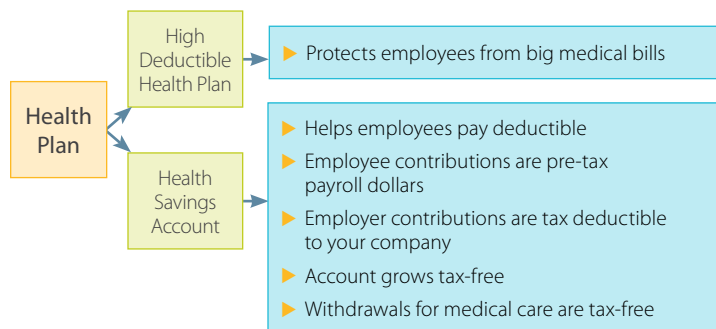 Health
Plan
High
Deductible
Health Plan
Protects employees from big medical bills
Health
Savings
Account
Helps employees pay deductible
Employee contributions are pre-tax
payroll dollars
Employer contributions are tax deductible
to your company
Account grows tax-free
Withdrawals for medical care are tax-free